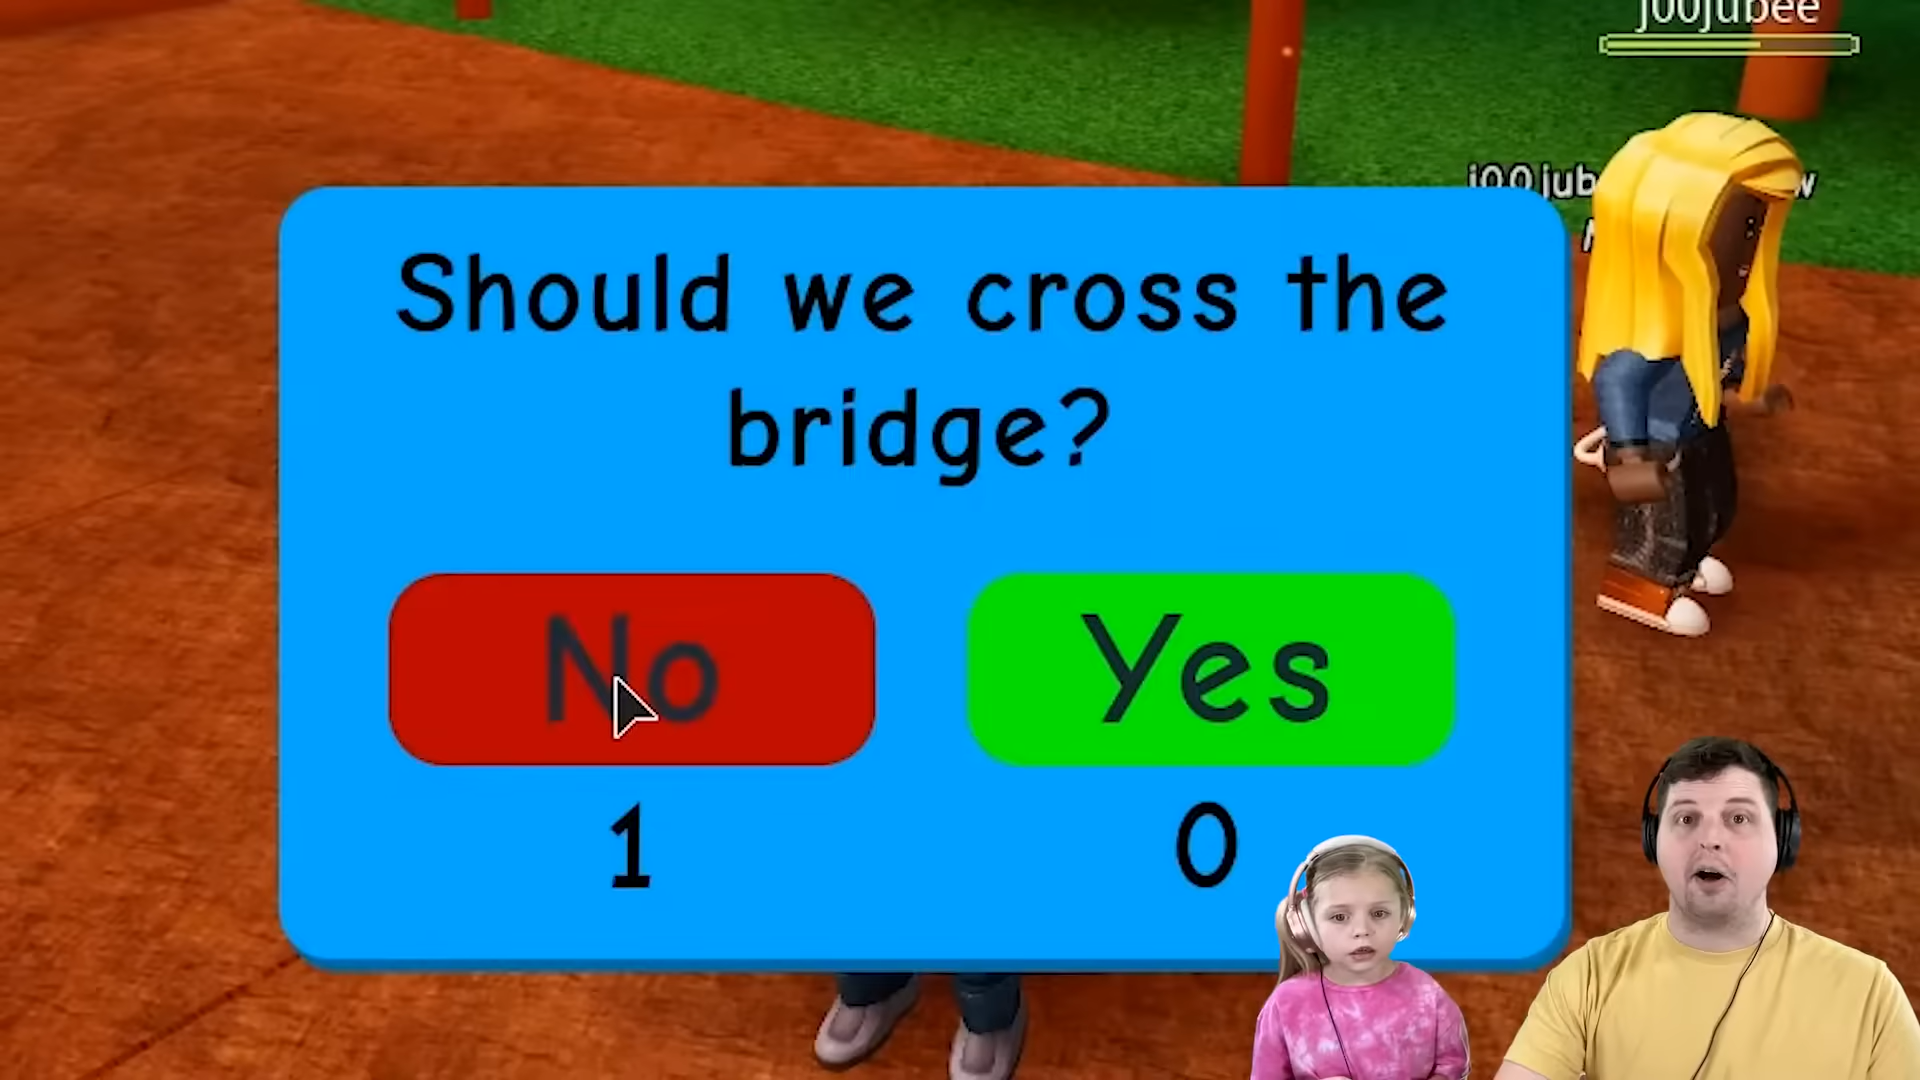 j00jubee
Should we cross the
bridge?
No
Yes
1
0